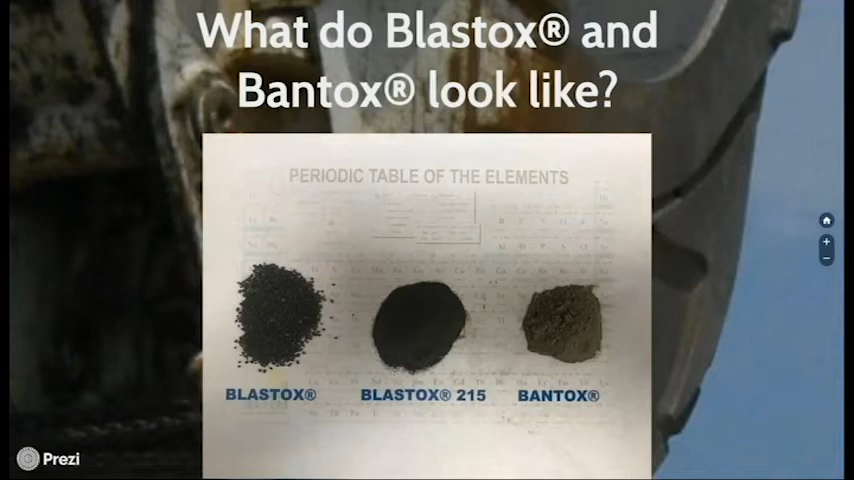 What do Blastox® and
Bantox® look like?
PERIODIC TABLE OF THE ELEMENTS
BLASTOX®
BLASTOX® 215
BANTOX®
Prezi